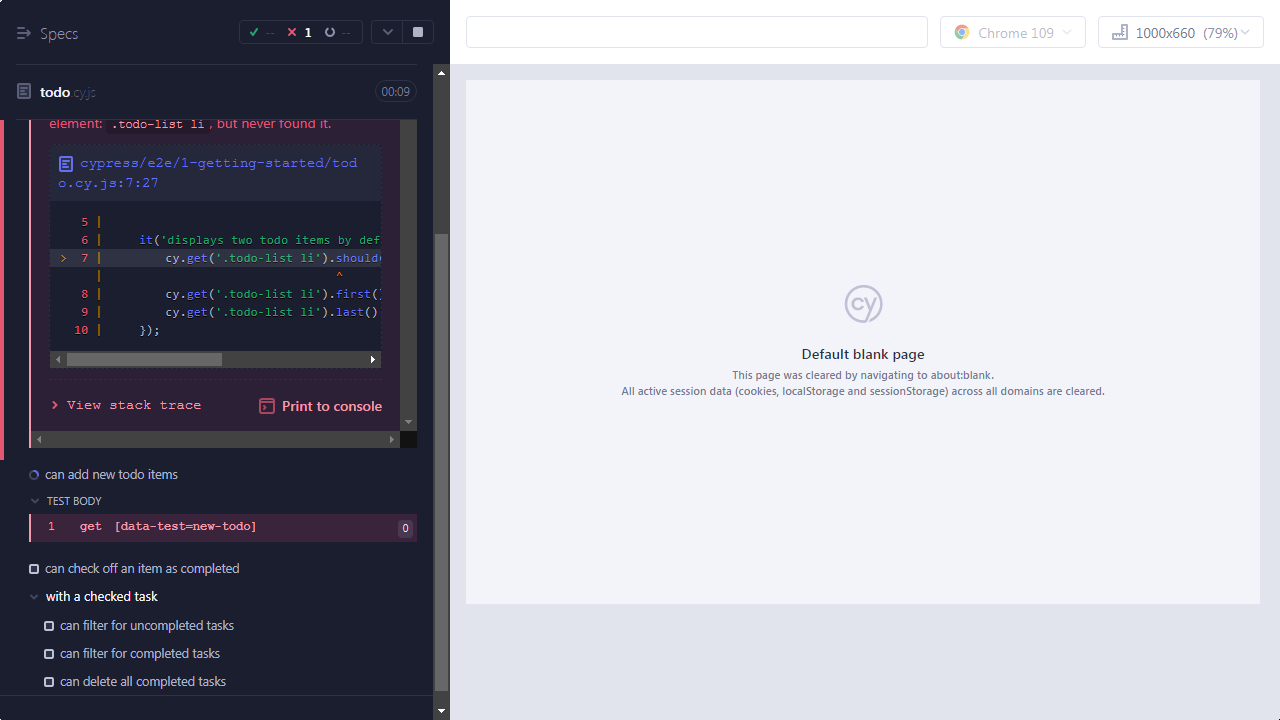 Specs
--
1
--
Chrome 109
1000x660 (79%)
todo.cy.js
00:09
element: .todo-list li, but never found it.
cypress/e2e/1-getting-started/tod
o.cy.js:7:27
5 |
6 | it('displays two todo items by def
> 7 | cy.get('.todo-list li').should(
| ^
8 | cy.get('.todo-list li').first()
9 | cy.get('.todo-list li').last()
10 | });
View stack trace
Print to console
can add new todo items
TEST BODY
1 get [data-test=new-todo] 0
can check off an item as completed
with a checked task
can filter for uncompleted tasks
can filter for completed tasks
can delete all completed tasks
cy
Default blank page
This page was cleared by navigating to about:blank.
All active session data (cookies, localStorage and sessionStorage) across all domains are cleared.